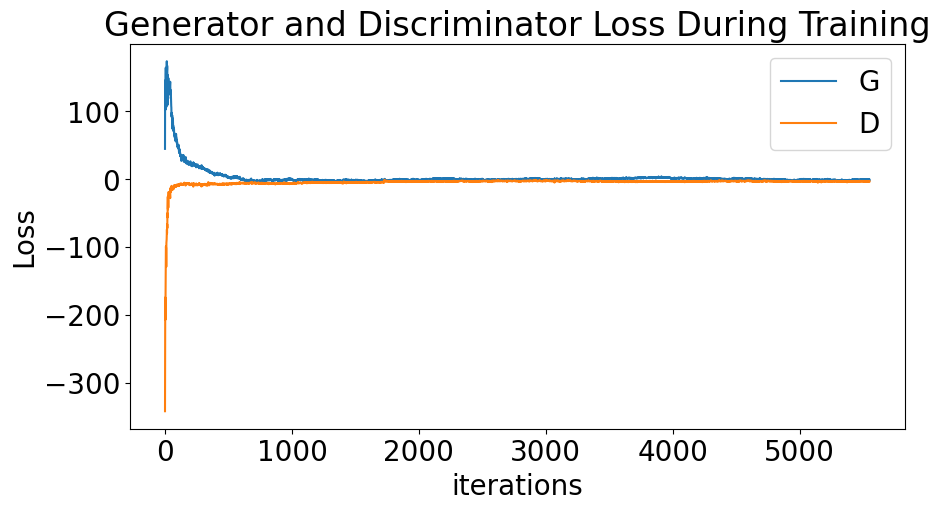 Generator and Discriminator Loss During Training
G
D
100
0
−100
−200
−300
Loss
0 1000 2000 3000 4000 5000
iterations